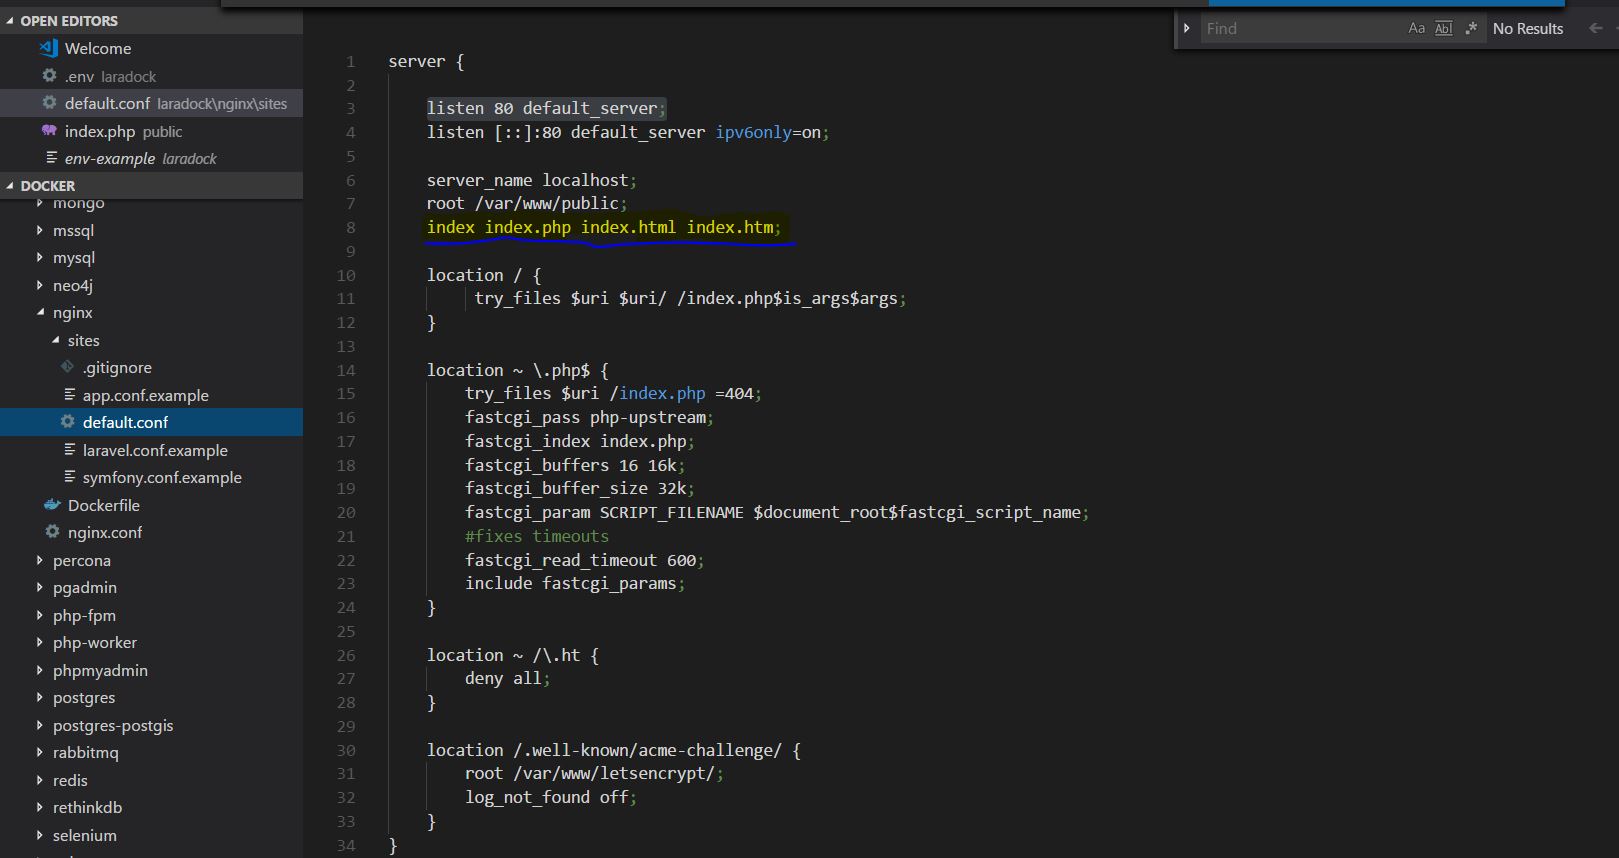 OPEN EDITORS
Welcome
.env laradock
default.conf laradock\nginx\sites
index.php public
env-example laradock
DOCKER
mongo
mssql
mysql
neo4j
nginx
sites
.gitignore
app.conf.example
default.conf
laravel.conf.example
symfony.conf.example
Dockerfile
nginx.conf
percona
pgadmin
php-fpm
php-worker
phpmyadmin
postgres
postgres-postgis
rabbitmq
redis
rethinkdb
selenium
Find Aa Abl .* No Results
1 server {
2
3 listen 80 default_server;
4 listen [::]:80 default_server ipv6only=on;
5
6 server_name localhost;
7 root /var/www/public;
8 index index.php index.html index.htm;
9
10 location / {
11 try_files $uri $uri/ /index.php$is_args$args;
12 }
13
14 location ~ \.php$ {
15 try_files $uri /index.php =404;
16 fastcgi_pass php-upstream;
17 fastcgi_index index.php;
18 fastcgi_buffers 16 16k;
19 fastcgi_buffer_size 32k;
20 fastcgi_param SCRIPT_FILENAME $document_root$fastcgi_script_name;
21 #fixes timeouts
22 fastcgi_read_timeout 600;
23 include fastcgi_params;
24 }
25
26 location ~ /\.ht {
27 deny all;
28 }
29
30 location /.well-known/acme-challenge/ {
31 root /var/www/letsencrypt/;
32 log_not_found off;
33 }
34 }